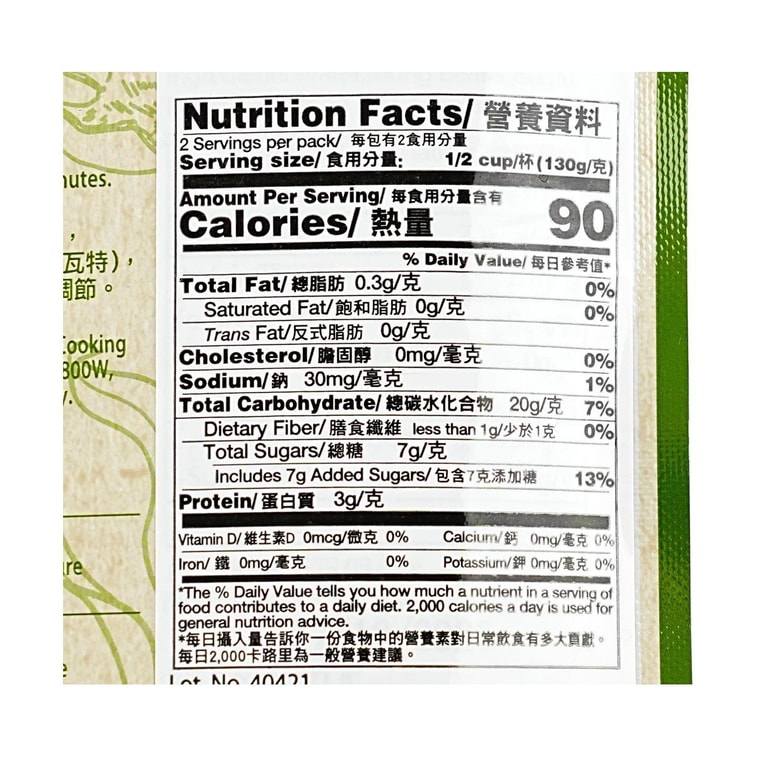 nutes.
,
瓦特),
周節。
Cooking
800W,
y.
re
e
Nutrition Facts/ 營養資料
2 Servings per pack/ 每包有2食用分量
Serving size/ 食用分量: 1/2 cup/杯(130g/克)
Amount Per Serving/ 每食用分量含有
Calories/ 熱量 90
% Daily Value/ 每日參考值*
Total Fat/ 總脂肪 0.3g/克 0%
Saturated Fat/ 飽和脂肪 0g/克 0%
Trans Fat/反式脂肪 0g/克
Cholesterol/ 膽固醇 0mg/毫克 0%
Sodium/ 鈉 30mg/毫克 1%
Total Carbohydrate/ 總碳水化合物 20g/克 7%
Dietary Fiber/ 膳食纖維 less than 1g/少於1克 0%
Total Sugars/ 總糖 7g/克
Includes 7g Added Sugars/ 包含7克添加糖 13%
Protein/ 蛋白質 3g/克
Vitamin D/ 維生素D 0mcg/微克 0% Calcium/ 鈣 0mg/毫克 0%
Iron/ 鐵 0mg/毫克 0% Potassium/ 鉀 0mg/毫克 0%
*The % Daily Value tells you how much a nutrient in a serving of
food contributes to a daily diet. 2,000 calories a day is used for
general nutrition advice.
*每日攝入量告訴你一份食物中的營養素對日常飲食有多大貢獻。
每日2,000卡路里為一般營養建議。
Lot. No 40421